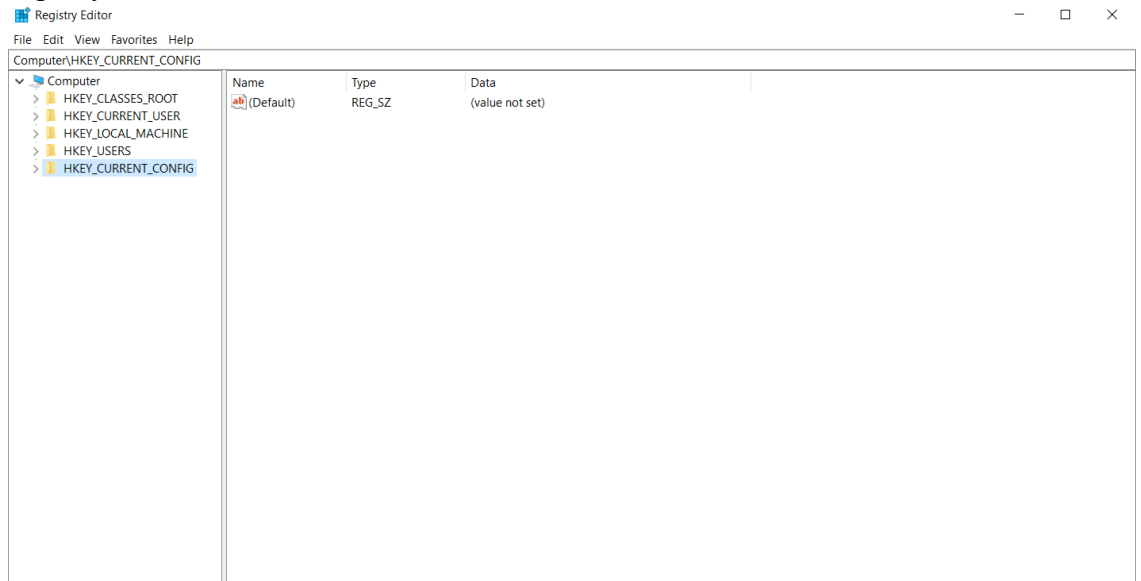 Registry Editor
File Edit View Favorites Help
Computer\HKEY_CURRENT_CONFIG
Computer
HKEY_CLASSES_ROOT
HKEY_CURRENT_USER
HKEY_LOCAL_MACHINE
HKEY_USERS
HKEY_CURRENT_CONFIG
Name Type Data
ab (Default) REG_SZ (value not set)